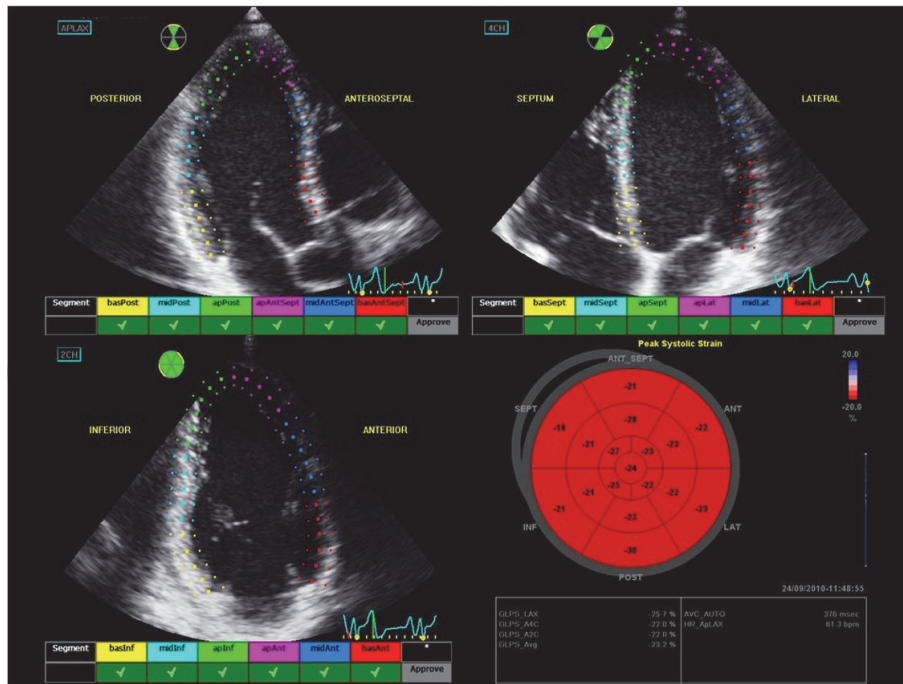 APLAX
POSTERIOR
ANTEROSEPTAL
Segment basPost midPost apPost apAntSept midAntSept basAntSept *
Approve
4CH
SEPTUM
LATERAL
Segment basSept midSept apSept apLat midLat basLat *
Approve
2CH
INFERIOR
ANTERIOR
Segment basInf midInf apInf apAnt midAnt basAnt *
Approve
Peak Systolic Strain
ANT_SEPT
SEPT
ANT
INF
LAT
POST
20.0
-20.0
%
-21
-22
-21
-27
-23
-21
-24
-25
-22
-22
-21
-23
-23
24/09/2010-11:48:55
GLPS_LAX -25.7 %
GLPS_A4C -22.0 %
GLPS_A2C -22.0 %
GLPS_Avg -23.2 %
AVC_AUTO 376 msec
HR_ApLAX 61.3 bpm